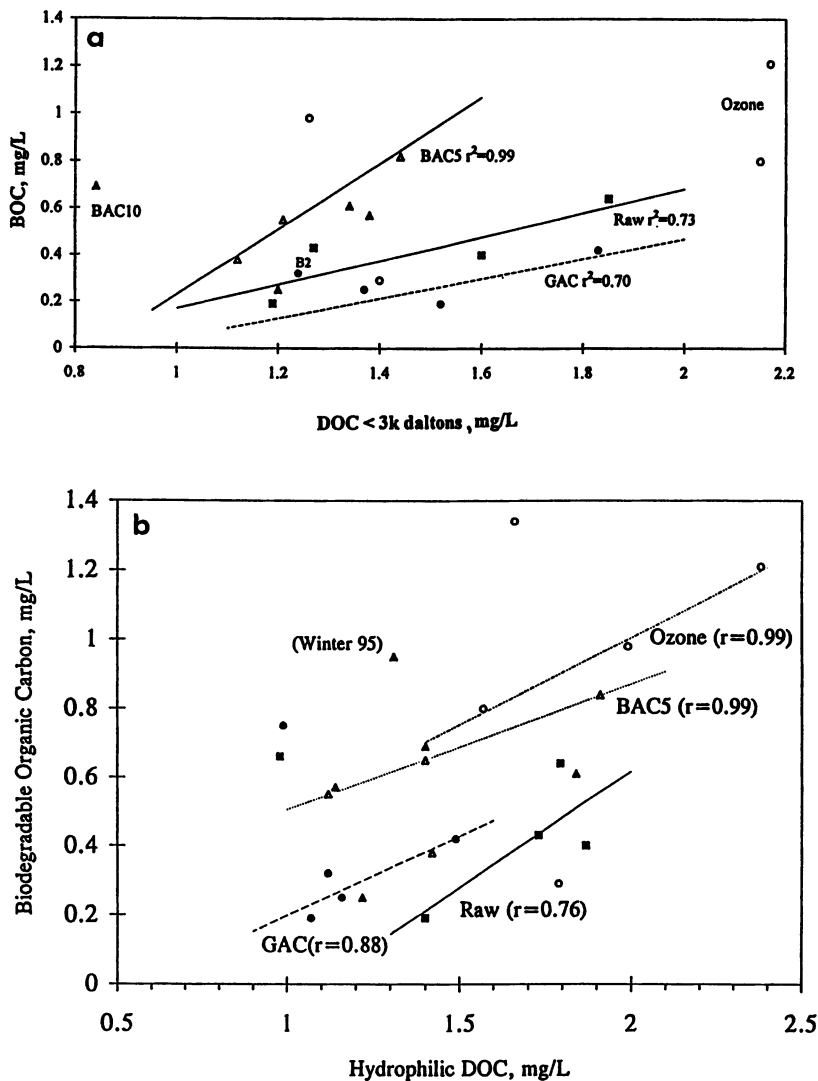 a
1.4
1.2
1
0.8
0.6
0.4
0.2
0
BOC, mg/L
Ozone
BAC5 r²=0.99
BAC10
Raw r²=0.73
B2
GAC r²=0.70
0.8 1 1.2 1.4 1.6 1.8 2 2.2
DOC < 3k daltons, mg/L
b
1.4
1.2
1
0.8
0.6
0.4
0.2
0
Biodegradable Organic Carbon, mg/L
(Winter 95)
Ozone (r=0.99)
BAC5 (r=0.99)
Raw (r=0.76)
GAC(r=0.88)
0.5 1 1.5 2 2.5
Hydrophilic DOC, mg/L